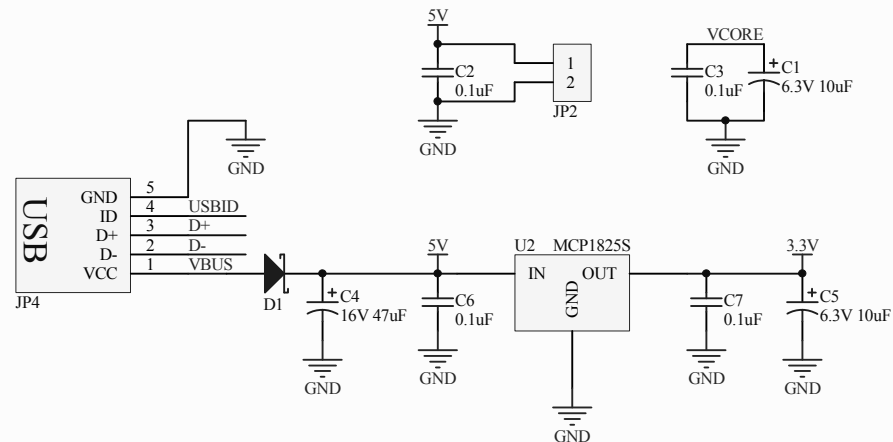 5V
C2
0.1uF
1
2
JP2
GND
VCORE
C3
0.1uF
C1
6.3V 10uF
+
GND
GND
USB
GND 5
ID 4 USBID
D+ 3 D+
D- 2 D-
VCC 1 VBUS
JP4
D1
5V
+
C4
16V 47uF
GND
C6
0.1uF
GND
U2 MCP1825S
IN OUT
GND
GND
3.3V
C7
0.1uF
GND
+
C5
6.3V 10uF
GND